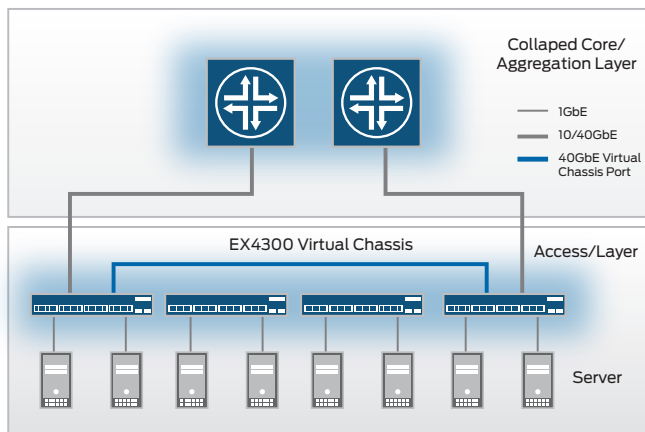 Collaped Core/
Aggregation Layer
1GbE
10/40GbE
40GbE Virtual
Chassis Port
EX4300 Virtual Chassis
Access/Layer
Server